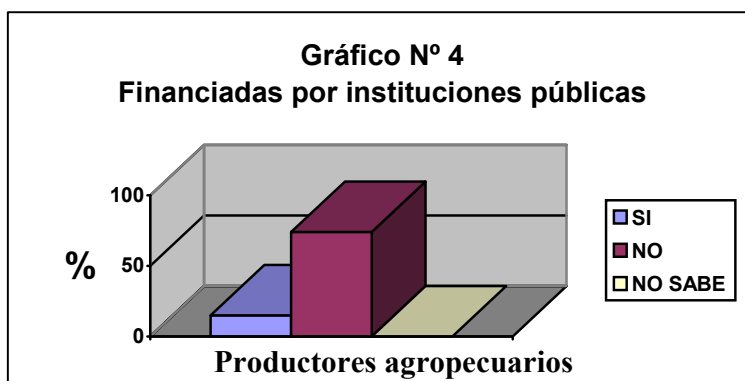 Gráfico Nº 4
Financiadas por instituciones públicas
100
50
0
%
SI
NO
NO SABE
Productores agropecuarios